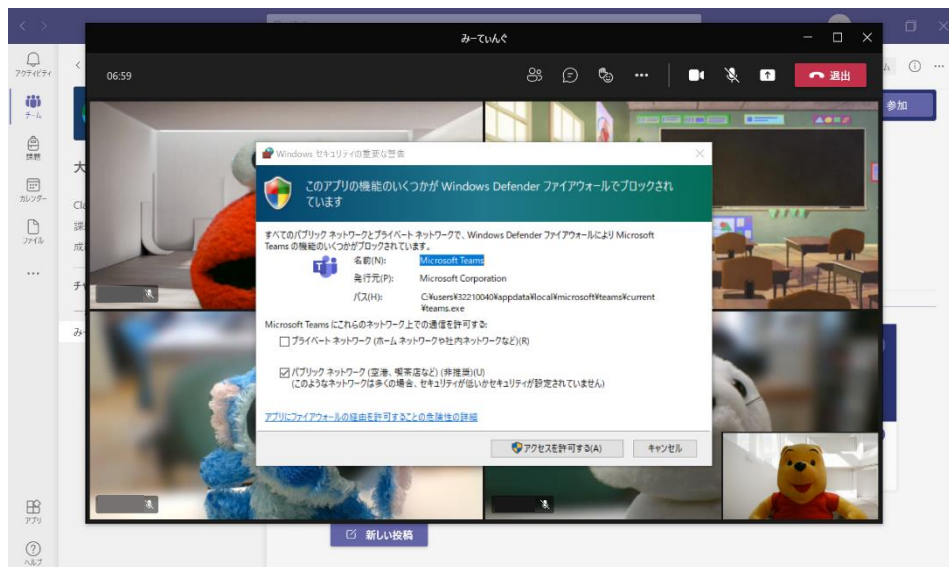 みーてぃんぐ
アクティビティ
06:59
退出
チーム
参加
課題
大
カレンダー
ファイル
Windows セキュリティの重要な警告
このアプリの機能のいくつかが Windows Defender ファイアウォールでブロックされ
ています
すべてのパブリック ネットワークとプライベート ネットワークで、Windows Defender ファイアウォールにより Microsoft
Teams の機能のいくつかがブロックされています。
名前(N): Microsoft Teams
発行元(P): Microsoft Corporation
パス(H): C:¥users¥32210040¥appdata¥local¥microsoft¥teams¥current
¥teams.exe
Microsoft Teams にこれらのネットワーク上での通信を許可する:
プライベート ネットワーク (ホーム ネットワークや社内ネットワークなど)(R)
パブリック ネットワーク (空港、喫茶店など) (非推奨)(U)
(このようなネットワークは多くの場合、セキュリティが低いかセキュリティが設定されていません)
アプリにファイアウォールの経由を許可することの危険性の詳細
アクセスを許可する(A) キャンセル
アプリ
新しい投稿
ヘルプ